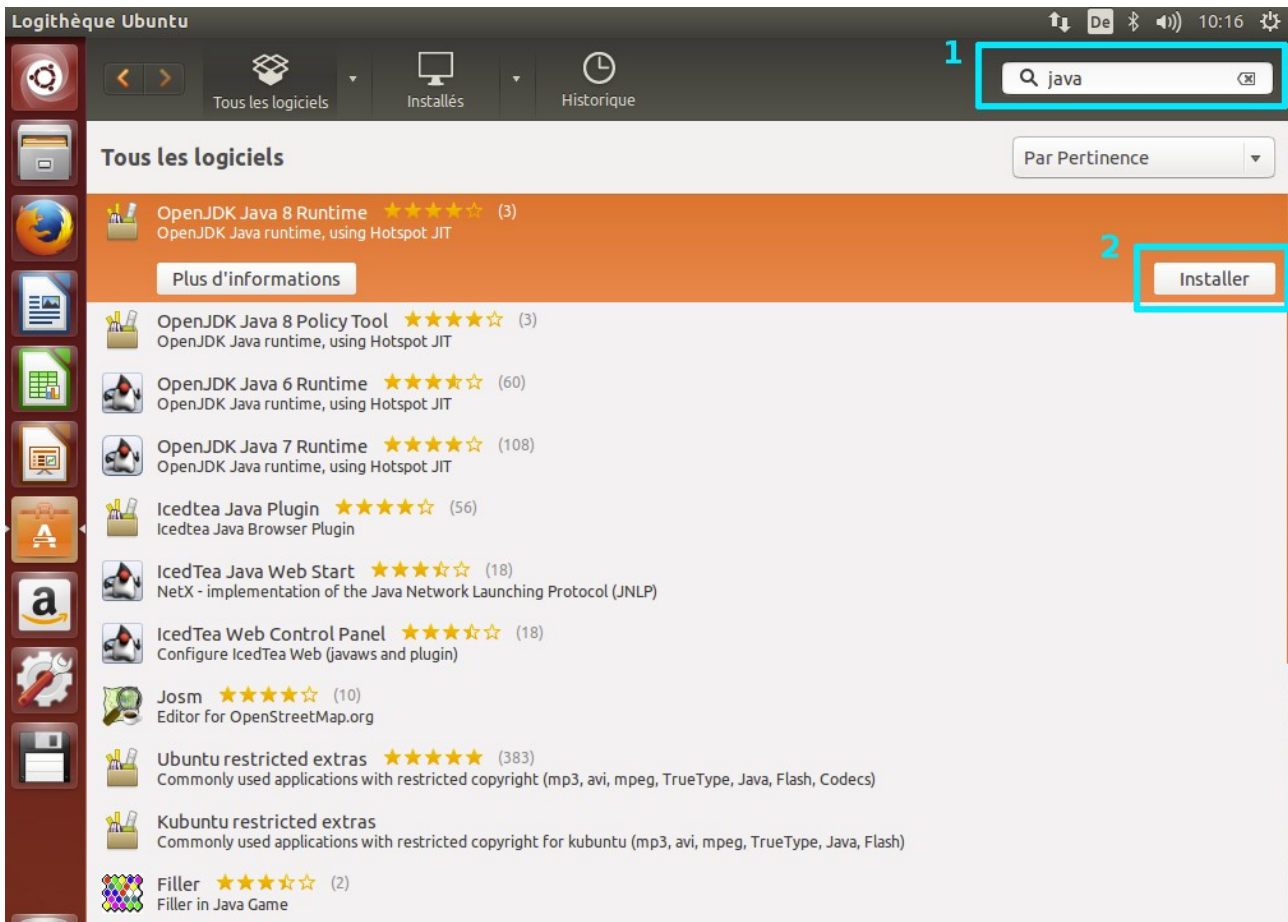 Logithèque Ubuntu
De
10:16
1
java
Tous les logiciels
Installés
Historique
Tous les logiciels
Par Pertinence
OpenJDK Java 8 Runtime (3)
OpenJDK Java runtime, using Hotspot JIT
2
Plus d'informations
Installer
OpenJDK Java 8 Policy Tool (3)
OpenJDK Java runtime, using Hotspot JIT
OpenJDK Java 6 Runtime (60)
OpenJDK Java runtime, using Hotspot JIT
OpenJDK Java 7 Runtime (108)
OpenJDK Java runtime, using Hotspot JIT
Icedtea Java Plugin (56)
Icedtea Java Browser Plugin
IcedTea Java Web Start (18)
NetX - implementation of the Java Network Launching Protocol (JNLP)
IcedTea Web Control Panel (18)
Configure IcedTea Web (javaws and plugin)
Josm (10)
Editor for OpenStreetMap.org
Ubuntu restricted extras (383)
Commonly used applications with restricted copyright (mp3, avi, mpeg, TrueType, Java, Flash, Codecs)
Kubuntu restricted extras
Commonly used applications with restricted copyright for kubuntu (mp3, avi, mpeg, TrueType, Java, Flash)
Filler (2)
Filler in Java Game